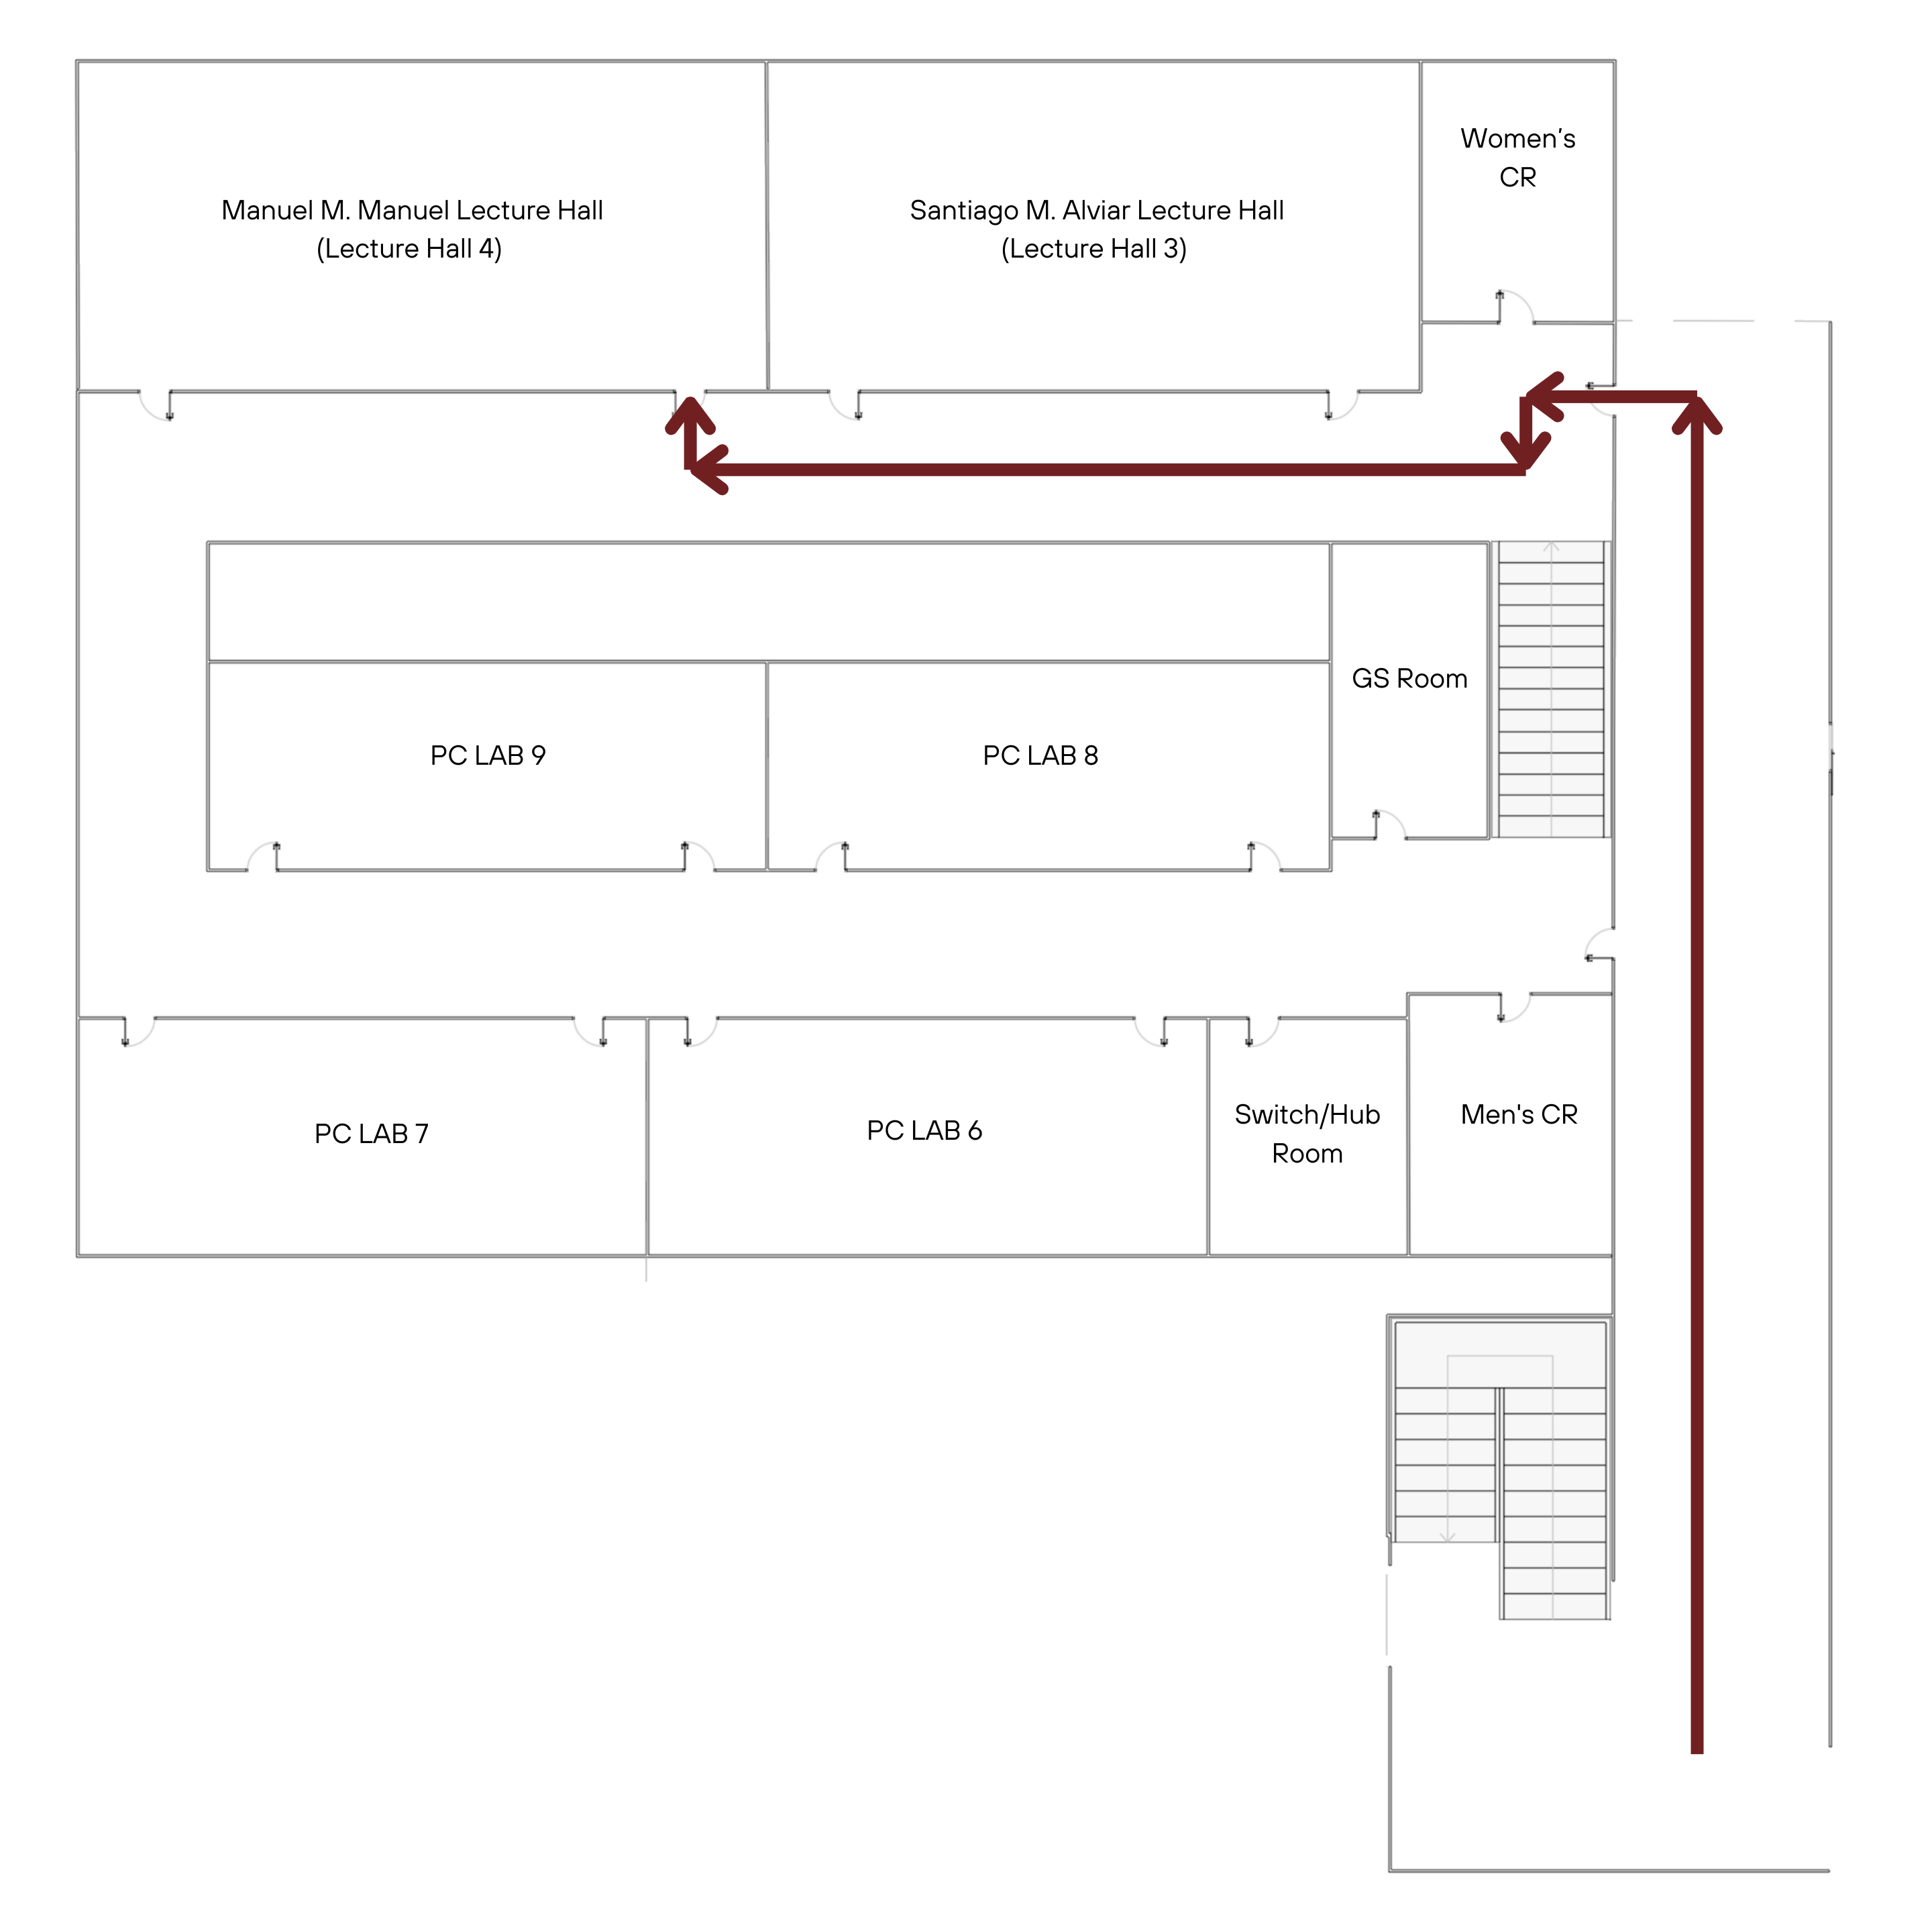 Women's
CR
Manuel M. Manuel Lecture Hall
(Lecture Hall 4)
Santiago M. Alviar Lecture Hall
(Lecture Hall 3)
GS Room
PC LAB 9
PC LAB 8
PC LAB 7
PC LAB 6
Switch/Hub
Room
Men's CR